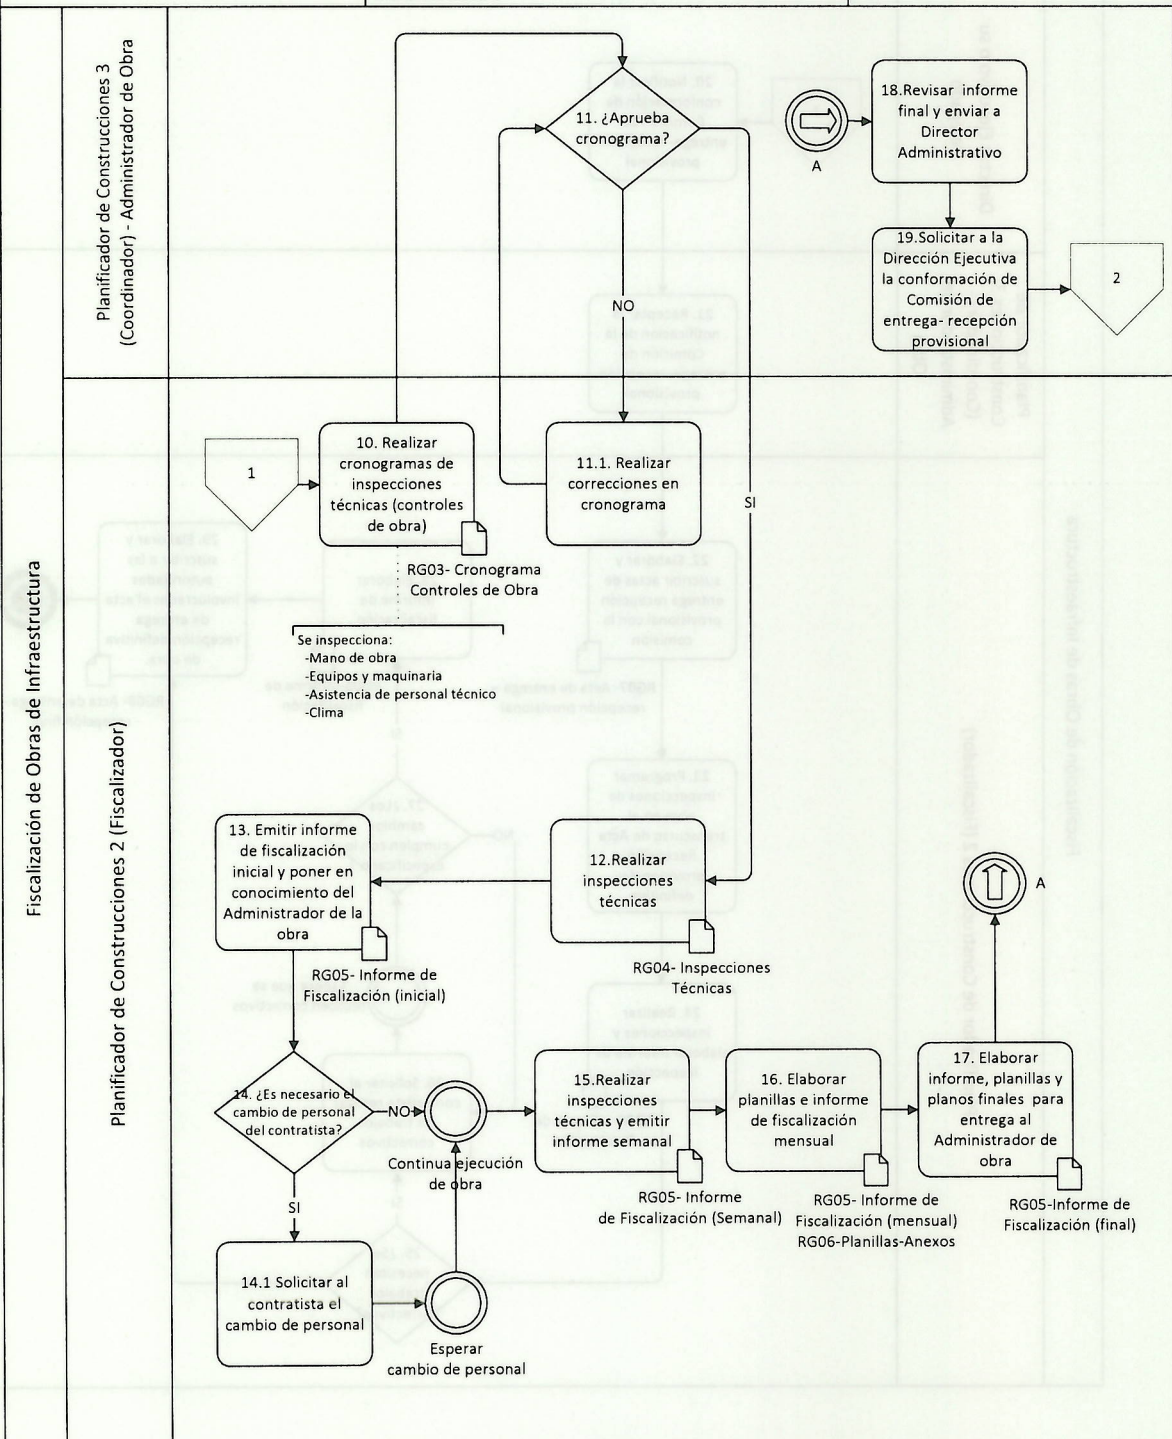 Fiscalización de Obras de Infraestructura
Planificador de Construcciones 3
(Coordinador) - Administrador de Obra
11. ¿Aprueba
cronograma?
NO
SI
A
18.Revisar informe
final y enviar a
Director
Administrativo
19.Solicitar a la
Dirección Ejecutiva
la conformación de
Comisión de
entrega- recepción
provisional
2
Planificador de Construcciones 2 (Fiscalizador)
1
10. Realizar
cronogramas de
inspecciones
técnicas (controles
de obra)
RG03- Cronograma
Controles de Obra
Se inspecciona:
-Mano de obra
-Equipos y maquinaria
-Asistencia de personal técnico
-Clima
11.1. Realizar
correcciones en
cronograma
12.Realizar
inspecciones
técnicas
RG04- Inspecciones
Técnicas
13. Emitir informe
de fiscalización
inicial y poner en
conocimiento del
Administrador de la
obra
RG05- Informe de
Fiscalización (inicial)
14. ¿Es necesario el
cambio de personal
del contratista?
NO
SI
Continua ejecución
de obra
14.1 Solicitar al
contratista el
cambio de personal
Esperar
cambio de personal
15.Realizar
inspecciones
técnicas y emitir
informe semanal
RG05- Informe
de Fiscalización (Semanal)
16. Elaborar
planillas e informe
de fiscalización
mensual
RG05- Informe de
Fiscalización (mensual)
RG06-Planillas-Anexos
17. Elaborar
informe, planillas y
planos finales para
entrega al
Administrador de
obra
RG05-Informe de
Fiscalización (final)
A